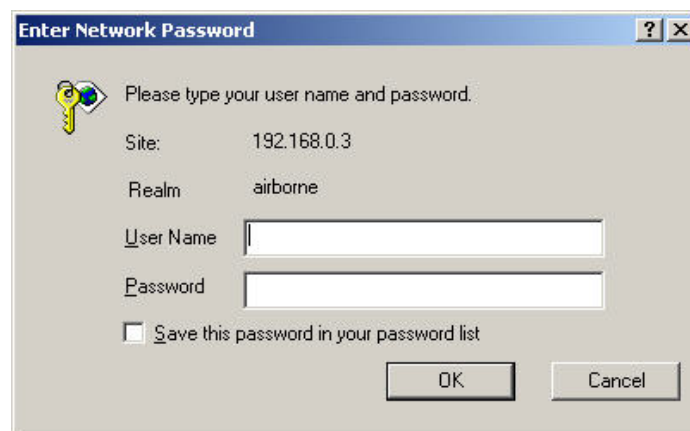 Enter Network Password
Please type your user name and password.
Site: 192.168.0.3
Realm airborne
User Name
Password
Save this password in your password list
OK Cancel